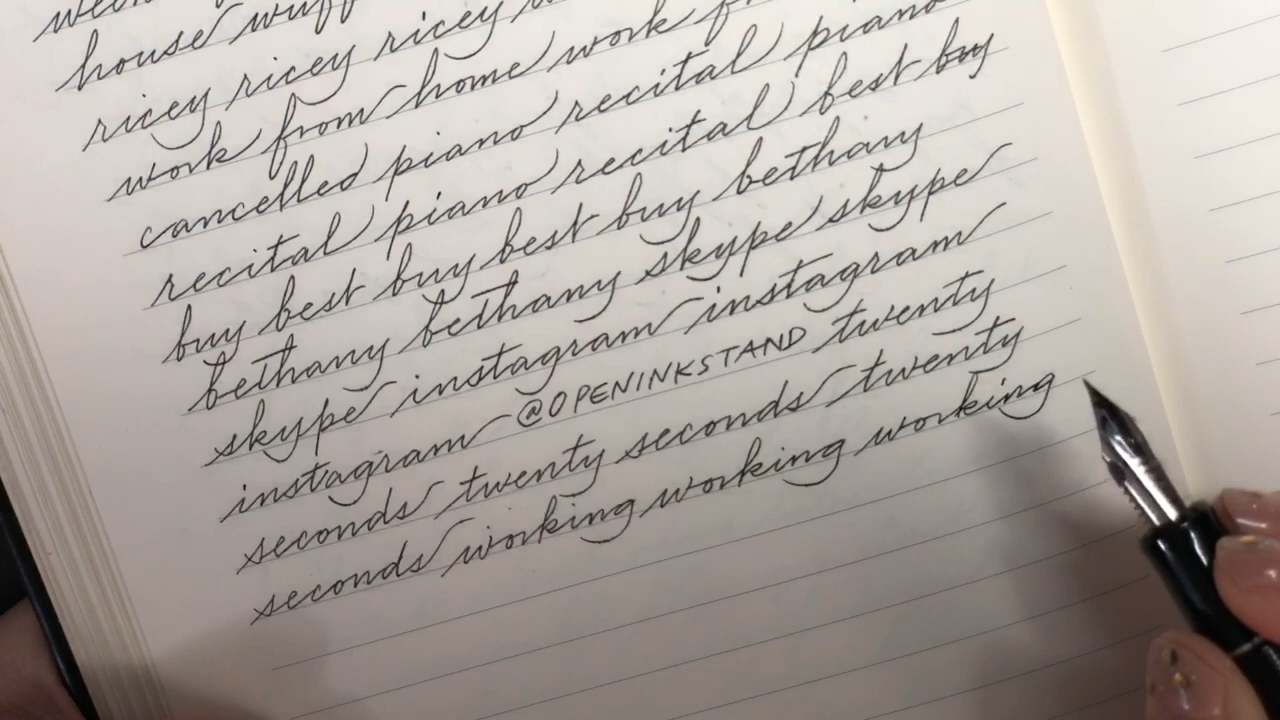 house
ricey ricey ricey
work from home work
cancelled piano recital piano
recital piano recital best buy
buy best buy best buy bethany
bethany bethany skype skype
skype instagram instagram
instagram @OPENINKSTAND twenty
seconds twenty seconds twenty
seconds working working working